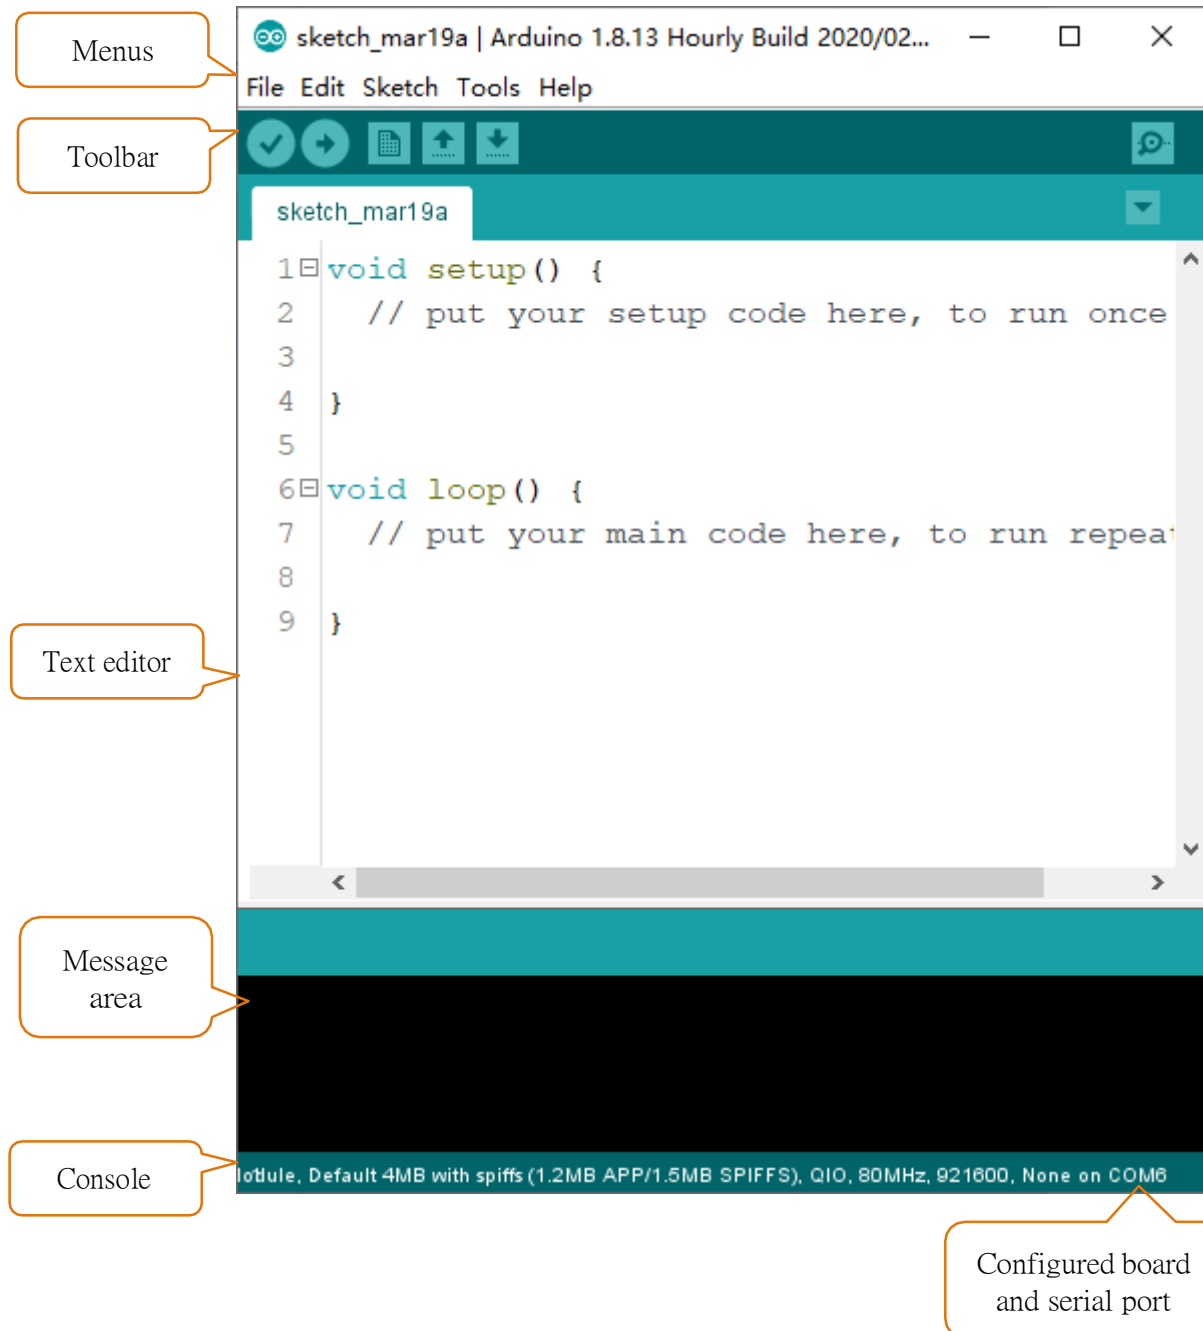 Menus
sketch_mar19a | Arduino 1.8.13 Hourly Build 2020/02...
File Edit Sketch Tools Help
Toolbar
sketch_mar19a
1 void setup() {
2 // put your setup code here, to run once
3
4 }
5
6 void loop() {
7 // put your main code here, to run repeat
8
9 }
Text editor
Message
area
Console
Default 4MB with spiffs (1.2MB APP/1.5MB SPIFFS), QIO, 80MHz, 921600, None on COM6
Configured board
and serial port